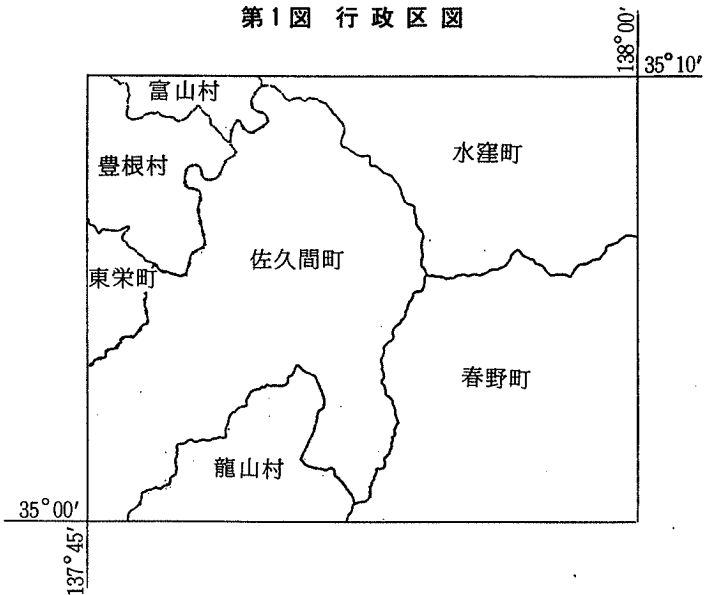 第1図 行政区図
138°00′
35°10′
富山村
水窪町
豊根村
佐久間町
東栄町
春野町
龍山村
35°00′
137°45′